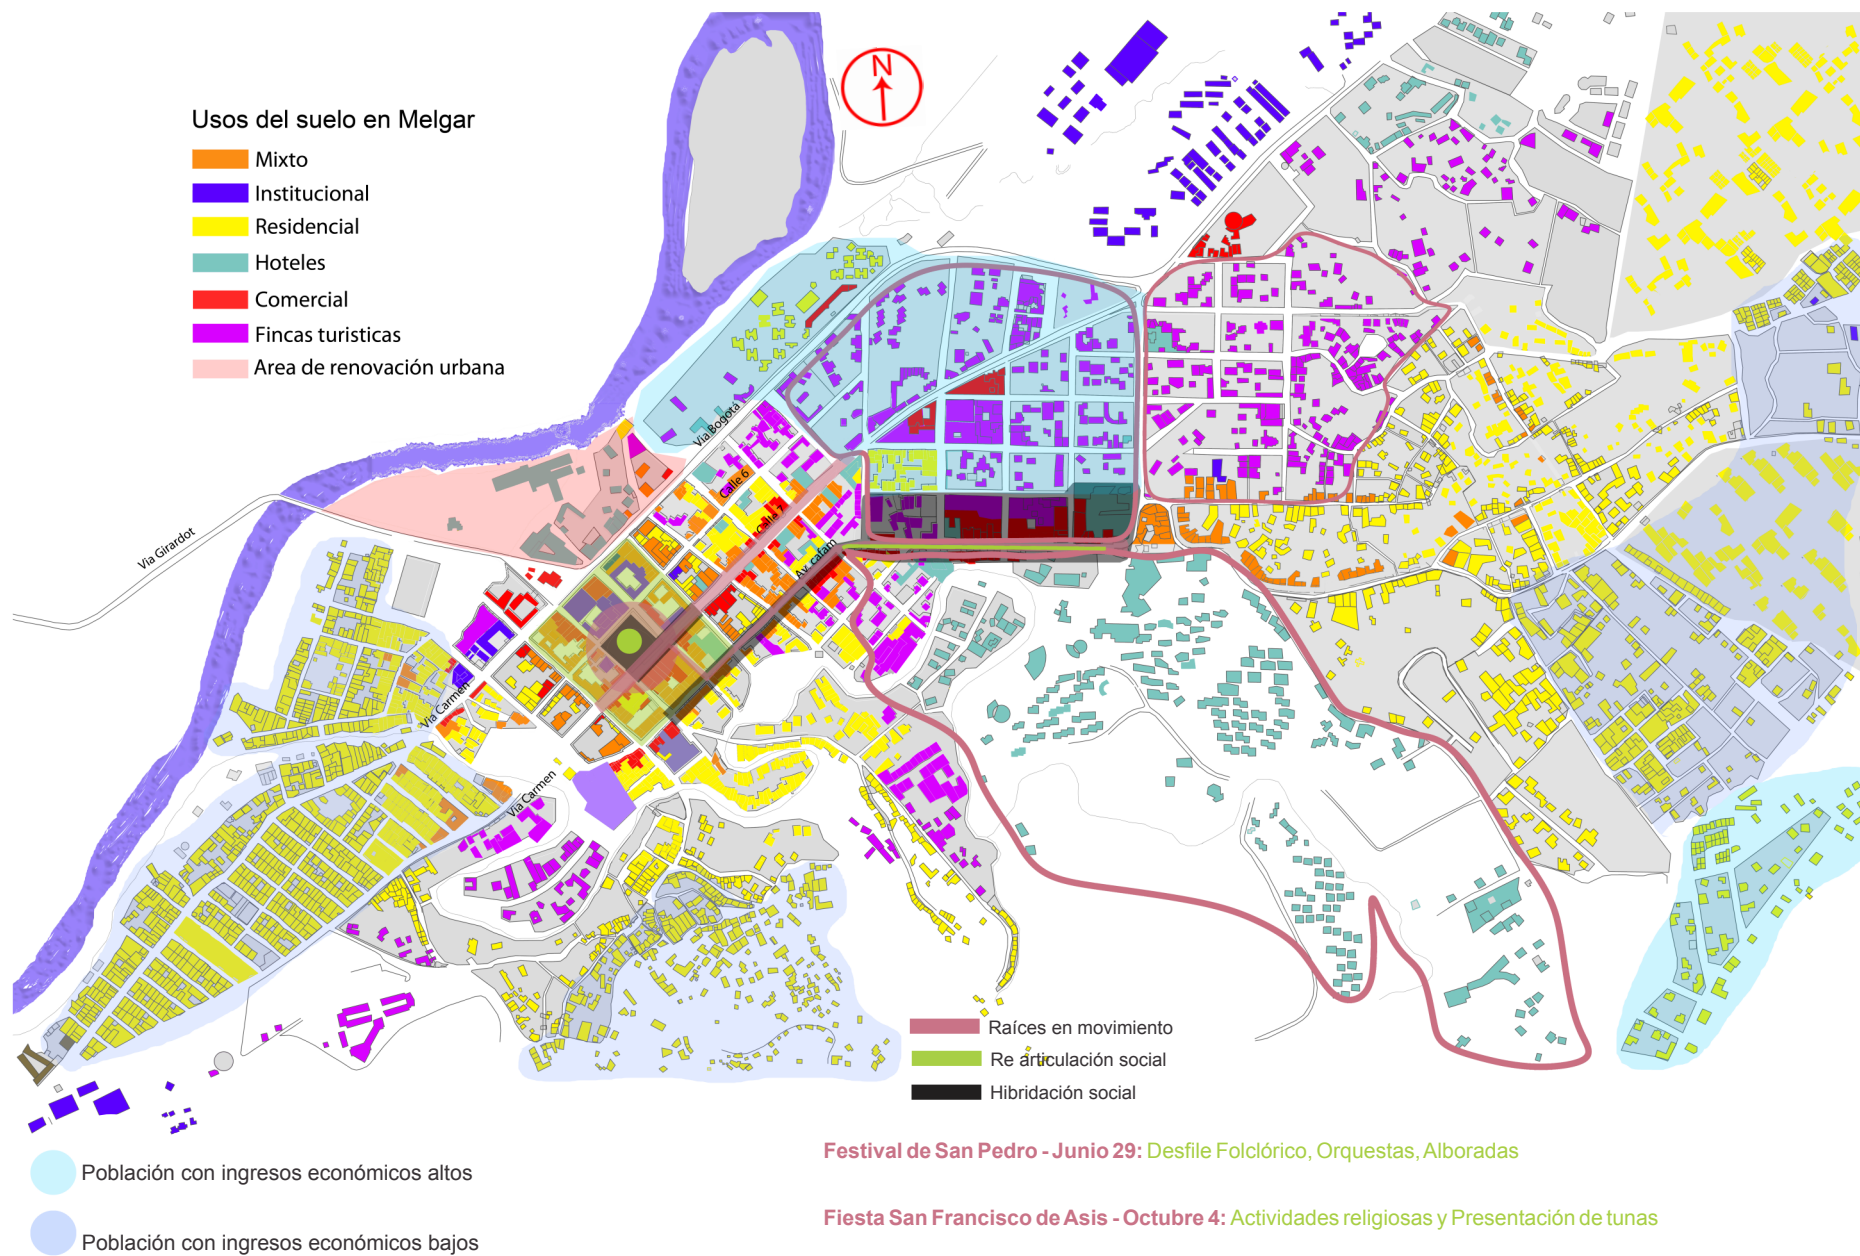 N
Usos del suelo en Melgar
Mixto
Institucional
Residencial
Hoteles
Comercial
Fincas turisticas
Area de renovación urbana
Via Bogotá
Calle 6
Calle 7
Av. cafam
Via Girardot
Via Carmen
Via Carmen
Raíces en movimiento
Re articulación social
Hibridación social
Festival de San Pedro - Junio 29: Desfile Folclórico, Orquestas, Alboradas
Población con ingresos económicos altos
Fiesta San Francisco de Asis - Octubre 4: Actividades religiosas y Presentación de tunas
Población con ingresos económicos bajos